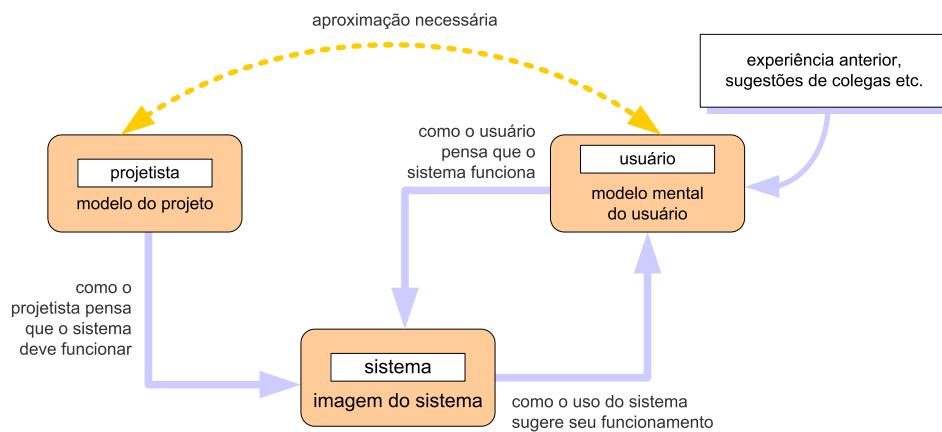 aproximação necessária
experiência anterior,
sugestões de colegas etc.
projetista
modelo do projeto
como o usuário
pensa que o
sistema funciona
usuário
modelo mental
do usuário
como o
projetista pensa
que o sistema
deve funcionar
sistema
imagem do sistema
como o uso do sistema
sugere seu funcionamento